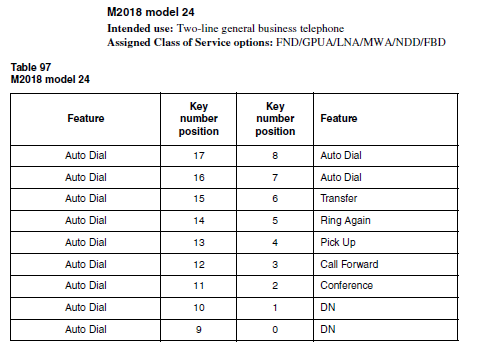 M2018 model 24
Intended use: Two-line general business telephone
Assigned Class of Service options: FND/GPUA/LNA/MWA/NDD/FBD
Table 97
M2018 model 24
Feature Key number position Key number position Feature
Auto Dial 17 8 Auto Dial
Auto Dial 16 7 Auto Dial
Auto Dial 15 6 Transfer
Auto Dial 14 5 Ring Again
Auto Dial 13 4 Pick Up
Auto Dial 12 3 Call Forward
Auto Dial 11 2 Conference
Auto Dial 10 1 DN
Auto Dial 9 0 DN